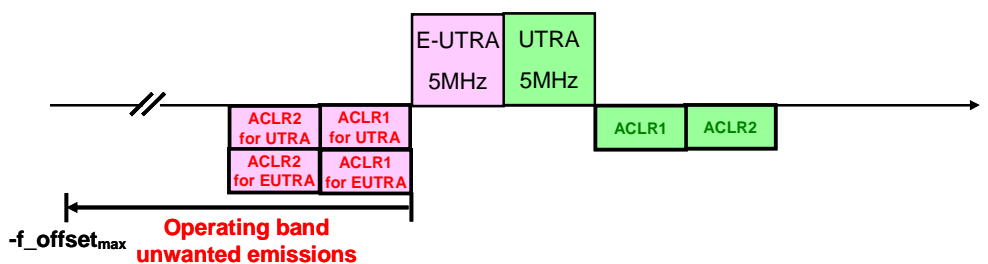 E-UTRA
5MHz
UTRA
5MHz
ACLR2
for UTRA
ACLR1
for UTRA
ACLR1
ACLR2
ACLR2
for EUTRA
ACLR1
for EUTRA
-f_offsetmax
Operating band
unwanted emissions